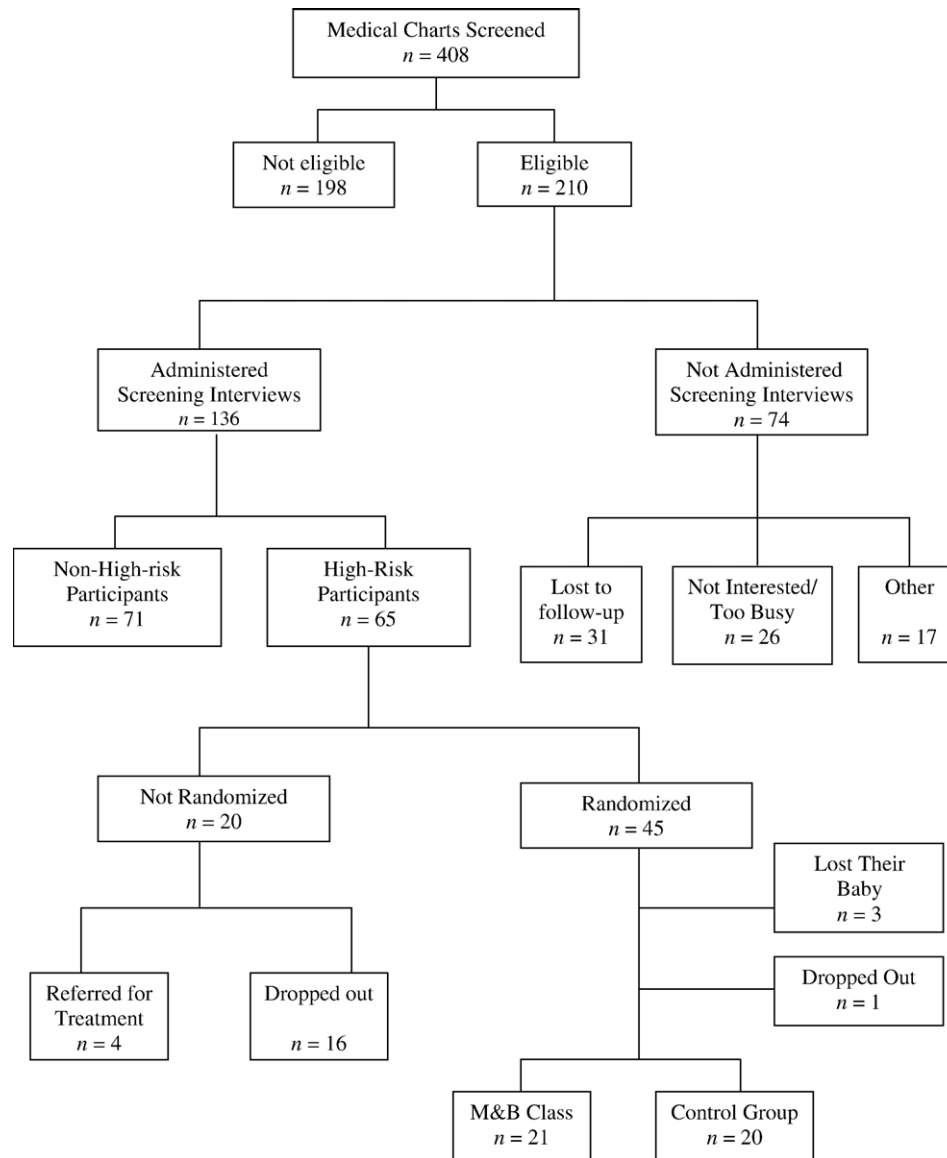 Medical Charts Screened
n = 408
Not eligible
n = 198
Eligible
n = 210
Administered
Screening Interviews
n = 136
Not Administered
Screening Interviews
n = 74
Non-High-risk
Participants
n = 71
High-Risk
Participants
n = 65
Lost to
follow-up
n = 31
Not Interested/
Too Busy
n = 26
Other
n = 17
Not Randomized
n = 20
Randomized
n = 45
Lost Their
Baby
n = 3
Referred for
Treatment
n = 4
Dropped out
n = 16
Dropped Out
n = 1
M&B Class
n = 21
Control Group
n = 20